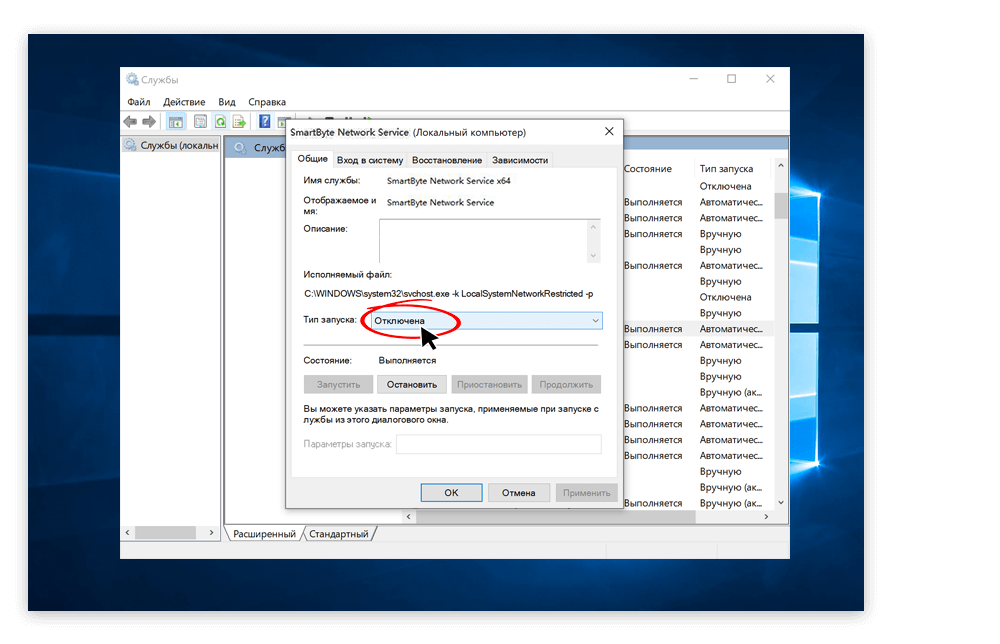 Службы
Файл Действие Вид Справка
Службы (локальн
Служб
SmartByte Network Service (Локальный компьютер)
Общие Вход в систему Восстановление Зависимости
Имя службы: SmartByte Network Service x64
Отображаемое и
мя: SmartByte Network Service
Описание:
Исполняемый файл:
C:\WINDOWS\system32\svchost.exe -k LocalSystemNetworkRestricted -p
Тип запуска: Отключена
Состояние: Выполняется
Запустить Остановить Приостановить Продолжить
Вы можете указать параметры запуска, применяемые при запуске с
лужбы из этого диалогового окна.
Параметры запуска:
OK Отмена Применить
Состояние Тип запуска
Отключена
Выполняется Автоматичес...
Выполняется Автоматичес...
Выполняется Вручную
Вручную
Выполняется Автоматичес...
Вручную
Отключена
Вручную
Выполняется Автоматичес...
Выполняется Автоматичес...
Вручную
Вручную
Вручную (ак...
Выполняется Автоматичес...
Выполняется Автоматичес...
Выполняется Автоматичес...
Выполняется Автоматичес...
Вручную
Вручную (ак...
Выполняется Вручную (ак...
Расширенный Стандартный